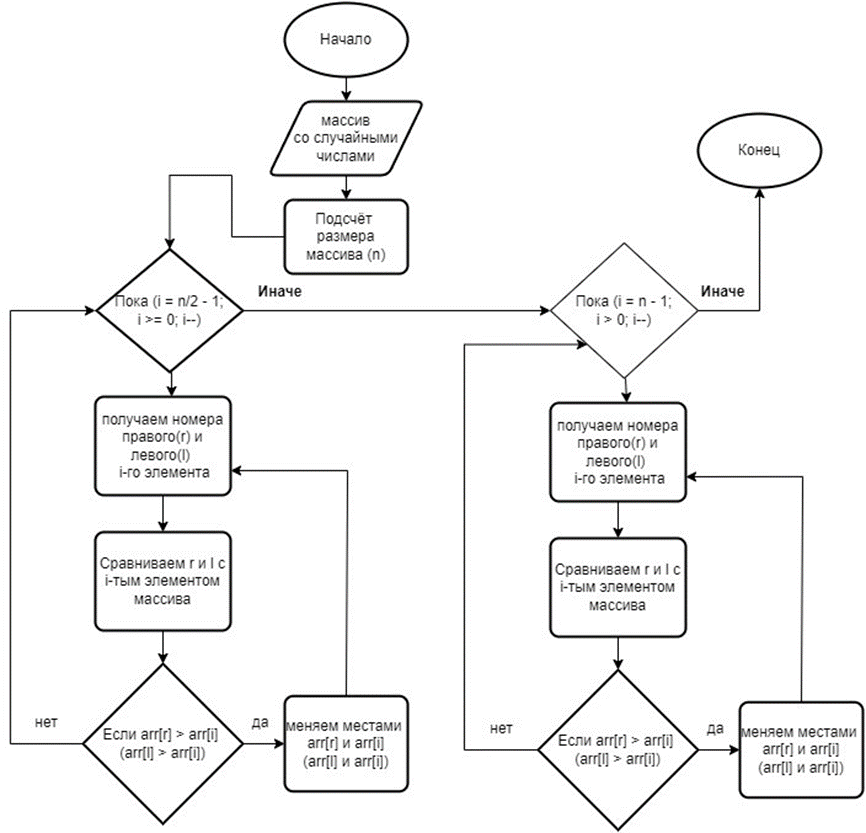 Начало
массив
со случайными
числами
Подсчёт
размера
массива (n)
Конец
Пока (i = n/2 - 1;
i >= 0; i--)
Иначе
Пока (i = n - 1;
i > 0; i--)
Иначе
получаем номера
правого(r) и
левого(l)
i-го элемента
Сравниваем r и l с
i-тым элементом
массива
Если arr[r] > arr[i]
(arr[l] > arr[i])
нет
да
меняем местами
arr[r] и arr[i]
(arr[l] и arr[i])
получаем номера
правого(r) и
левого(l)
i-го элемента
Сравниваем r и l с
i-тым элементом
массива
Если arr[r] > arr[i]
(arr[l] > arr[i])
нет
да
меняем местами
arr[r] и arr[i]
(arr[l] и arr[i])